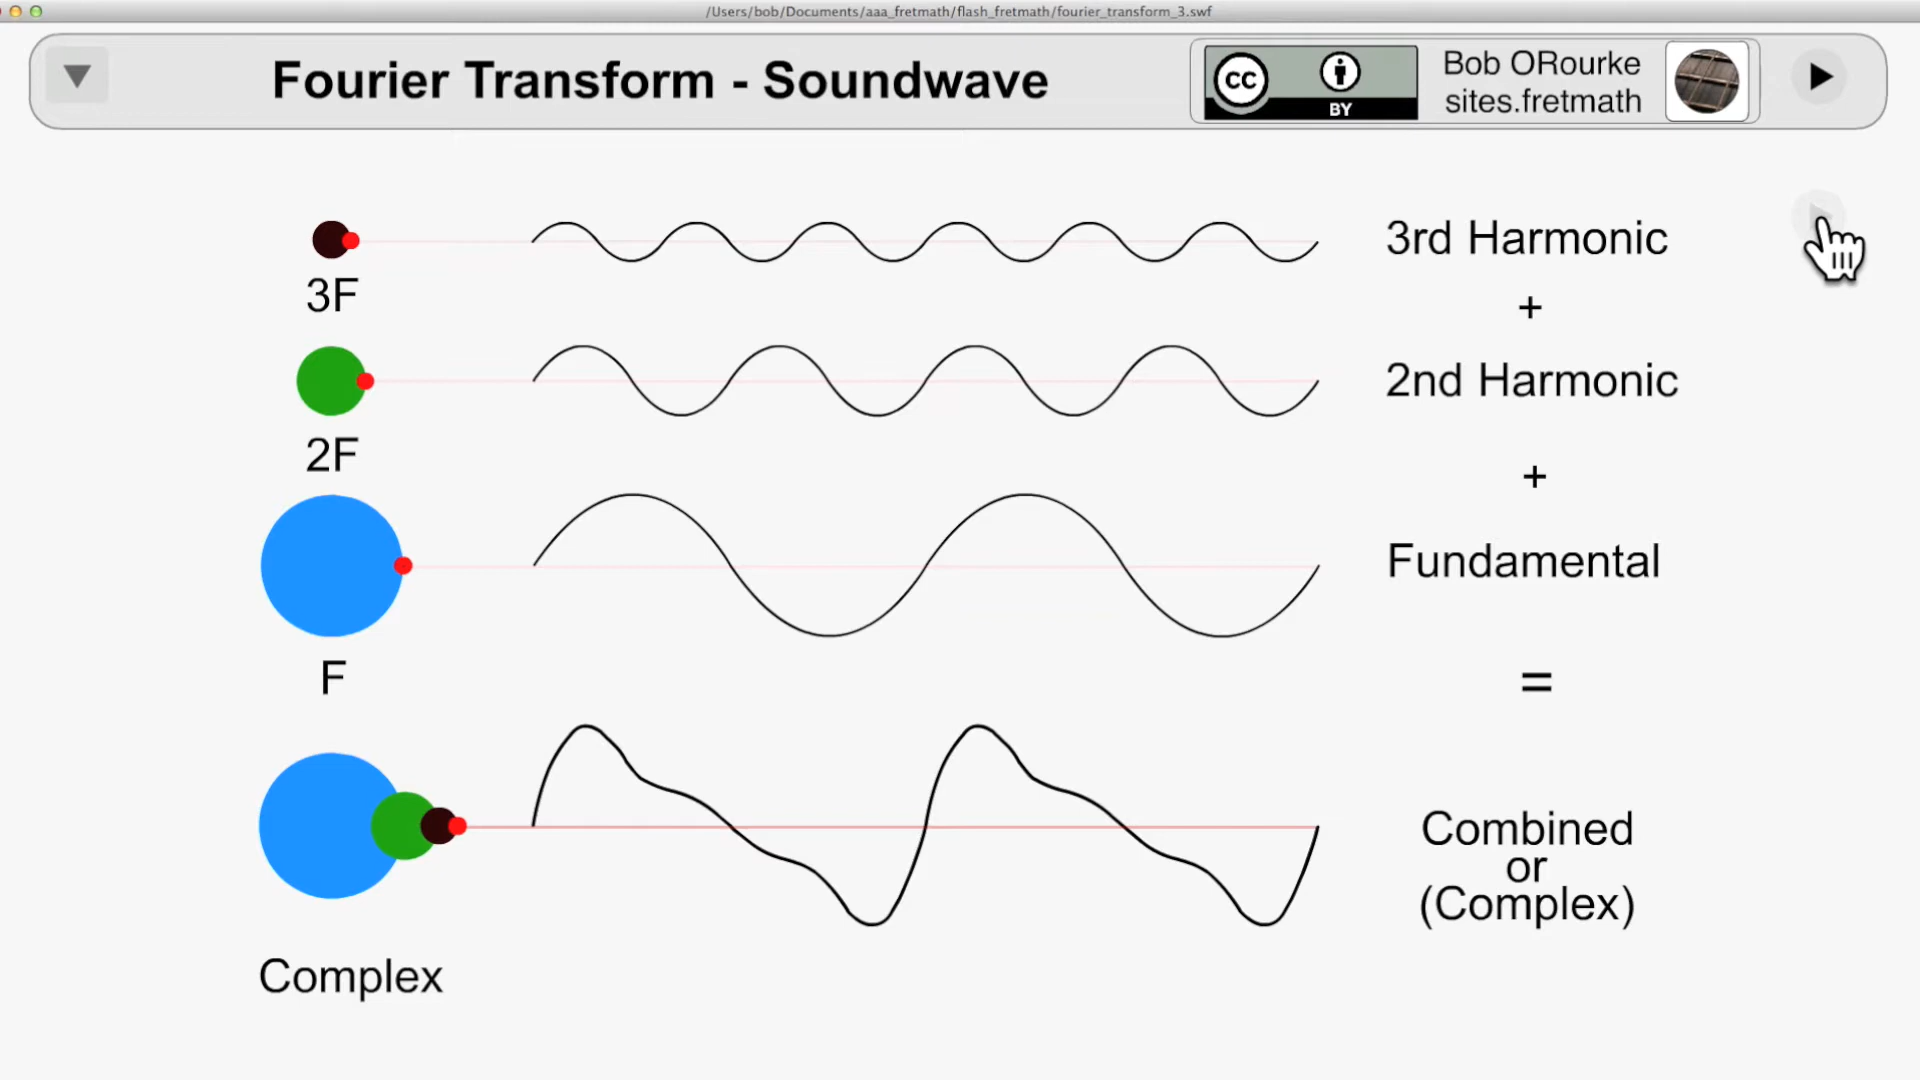 /Users/bob/Documents/aaa_fretmath/flash_fretmath/fourier_transform_3.swf
Fourier Transform - Soundwave
cc
BY
Bob ORourke
sites.fretmath
3F
3rd Harmonic
+
2F
2nd Harmonic
+
F
Fundamental
=
Complex
Combined
or
(Complex)